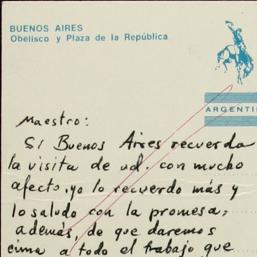 BUENOS AIRES
Obelisco y Plaza de la República
ARGENTI
Maestro:
Si Buenos Aires recuerda
la visita de ud. con mucho
afecto, yo lo recuerdo más y
lo saludo con la promesa,
además, de que daremos
cima a todo el trabajo que